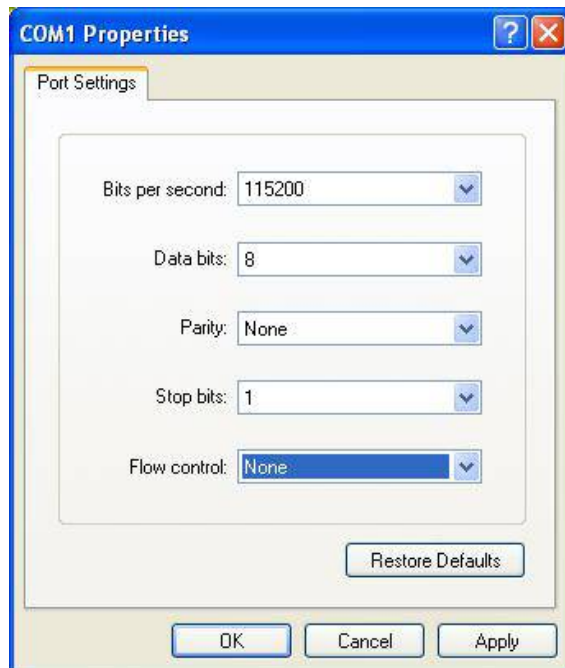 COM1 Properties
Port Settings
Bits per second: 115200
Data bits: 8
Parity: None
Stop bits: 1
Flow control: None
Restore Defaults
OK Cancel Apply